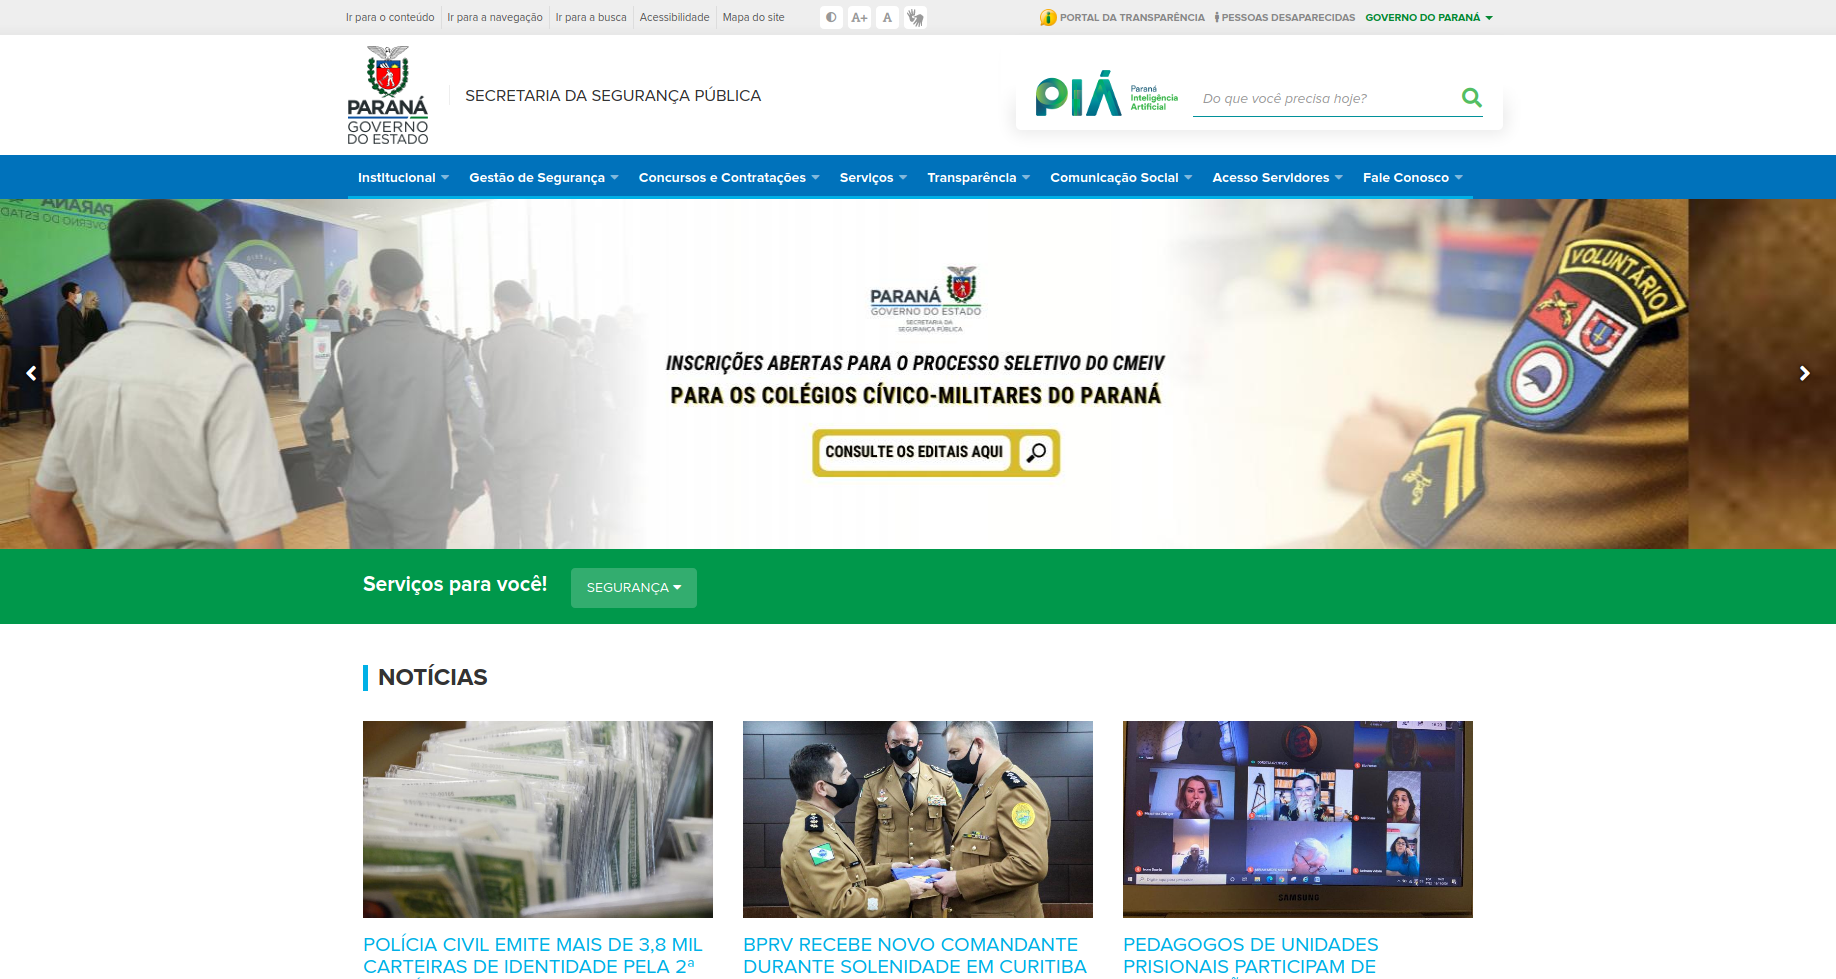 Ir para o conteúdo
Ir para a navegação
Ir para a busca
Acessibilidade
Mapa do site
A+
A
PORTAL DA TRANSPARÊNCIA
PESSOAS DESAPARECIDAS
GOVERNO DO PARANÁ
PARANÁ
GOVERNO
DO ESTADO
SECRETARIA DA SEGURANÇA PÚBLICA
PIÁ
Paraná
Inteligência
Artificial
Do que você precisa hoje?
Institucional
Gestão de Segurança
Concursos e Contratações
Serviços
Transparência
Comunicação Social
Acesso Servidores
Fale Conosco
PARANÁ
GOVERNO DO ESTADO
SECRETARIA DA
SEGURANÇA PÚBLICA
VOLUNTÁRIO
INSCRIÇÕES ABERTAS PARA O PROCESSO SELETIVO DO CMEIV
PARA OS COLÉGIOS CÍVICO-MILITARES DO PARANÁ
CONSULTE OS EDITAIS AQUI
Serviços para você!
SEGURANÇA
NOTÍCIAS
SAMSUNG
POLÍCIA CIVIL EMITE MAIS DE 3,8 MIL
CARTEIRAS DE IDENTIDADE PELA 2ª
BPRV RECEBE NOVO COMANDANTE
DURANTE SOLENIDADE EM CURITIBA
PEDAGOGOS DE UNIDADES
PRISIONAIS PARTICIPAM DE